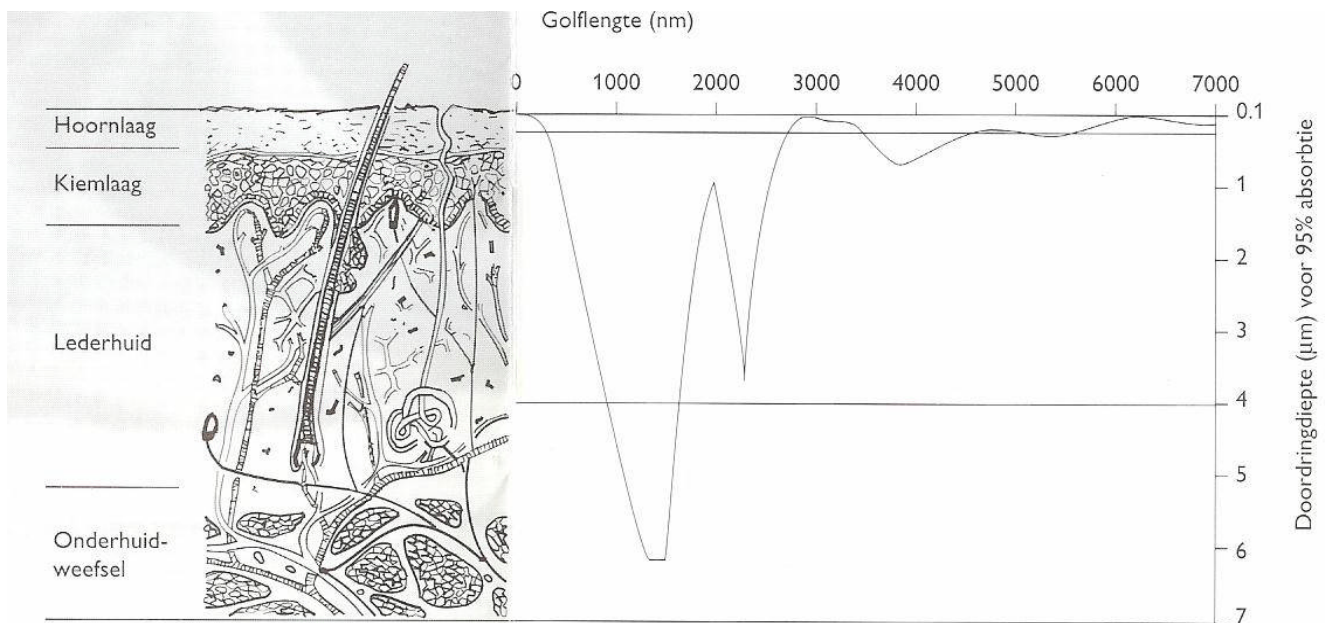 Golflengte (nm)
0 1000 2000 3000 4000 5000 6000 7000
Hoornlaag
Kiemlaag
Lederhuid
Onderhuid-
weefsel
0.1
1
2
3
4
5
6
7
Doordringdiepte (µm) voor 95% absorbtie